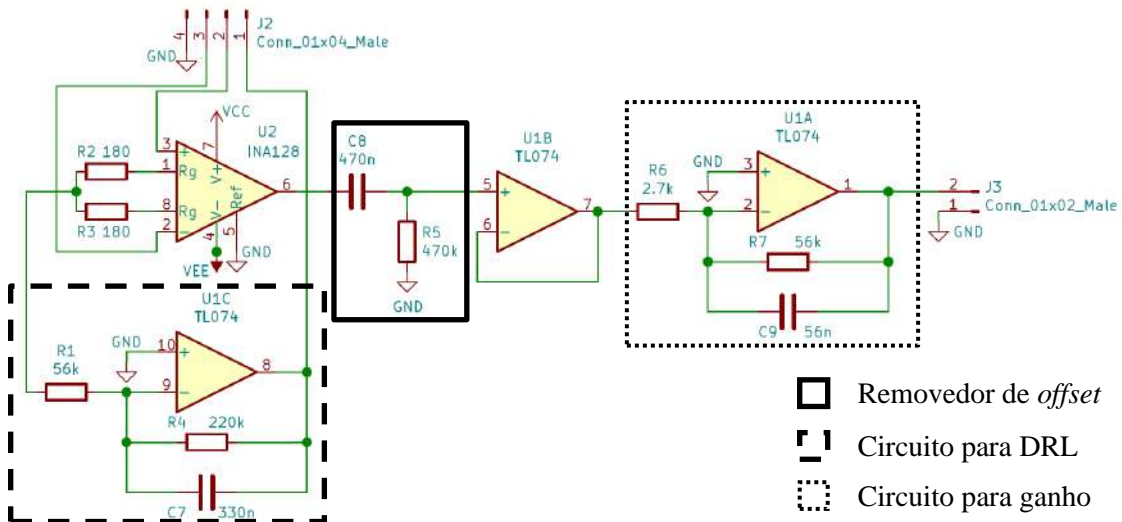 J2
Conn_01x04_Male
4
3
2
1
GND
VCC
U2
INA128
R2 180
R3 180
3
1
8
2
+
Rg
Rg
-
7
V+
V-
Ref
6
4
5
GND
VEE
C8
470n
R5
470k
GND
U1B
TL074
5
6
+
-
7
R6
2.7k
U1A
TL074
GND
3
2
+
-
1
R7 56k
C9 56n
2
1
J3
Conn_01x02_Male
GND
U1C
TL074
GND
R1
56k
10
9
+
-
8
R4 220k
C7 330n
Removedor de offset
Circuito para DRL
Circuito para ganho